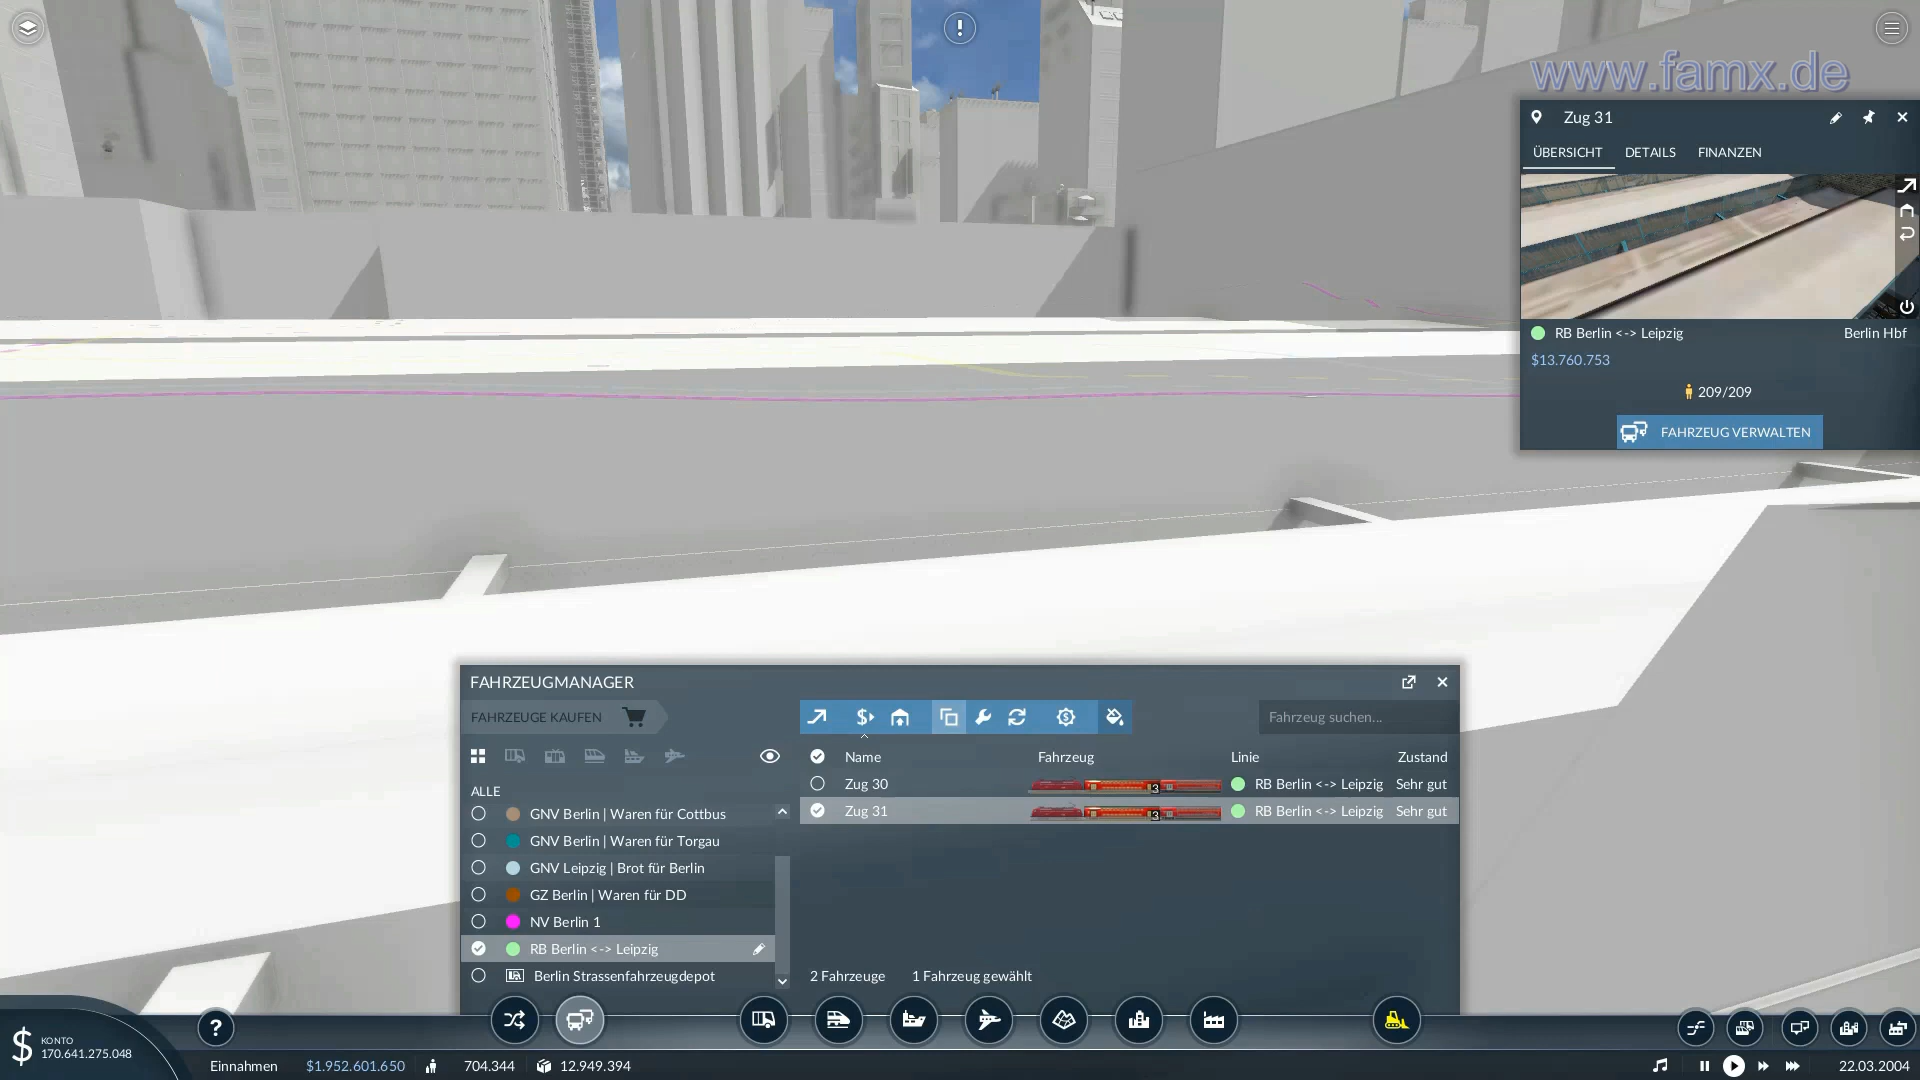 www.famx.de
Zug 31
ÜBERSICHT DETAILS FINANZEN
RB Berlin <-> Leipzig Berlin Hbf
$13.760.753
209/209
FAHRZEUG VERWALTEN
FAHRZEUGMANAGER
FAHRZEUGE KAUFEN
Fahrzeug suchen...
Name Fahrzeug Linie Zustand
Zug 30 3 RB Berlin <-> Leipzig Sehr gut
Zug 31 3 RB Berlin <-> Leipzig Sehr gut
ALLE
GNV Berlin | Waren für Cottbus
GNV Berlin | Waren für Torgau
GNV Leipzig | Brot für Berlin
GZ Berlin | Waren für DD
NV Berlin 1
RB Berlin <-> Leipzig
Berlin Strassenfahrzeugdepot
2 Fahrzeuge 1 Fahrzeug gewählt
$ KONTO
170.641.275.048
?
Einnahmen $1.952.601.650 704.344 12.949.394
22.03.2004